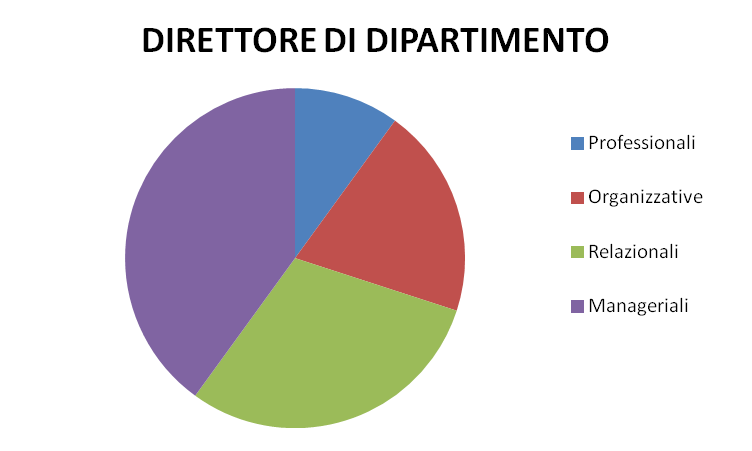 DIRETTORE DI DIPARTIMENTO
Professionali
Organizzative
Relazionali
Manageriali